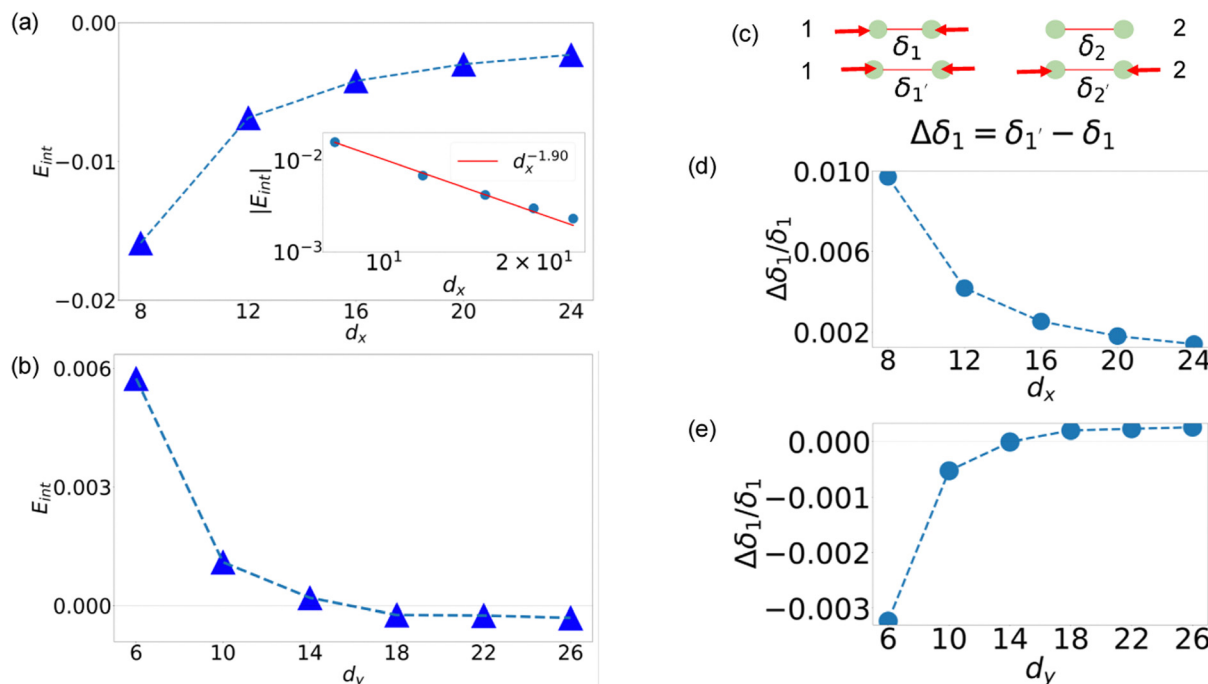 (a)
0.00
−0.01
−0.02
E_int
8 12 16 20 24
d_x
|E_int|
10^−2
10^−3
d_x^−1.90
10^1 2 × 10^1
d_x
(b)
0.006
0.003
0.000
E_int
6 10 14 18 22 26
d_y
(c)
1 δ_1 δ_2 2
1 δ_1′ δ_2′ 2
Δδ_1 = δ_1′ − δ_1
(d)
0.010
0.006
0.002
Δδ_1/δ_1
8 12 16 20 24
d_x
(e)
0.000
−0.001
−0.002
−0.003
Δδ_1/δ_1
6 10 14 18 22 26
d_y